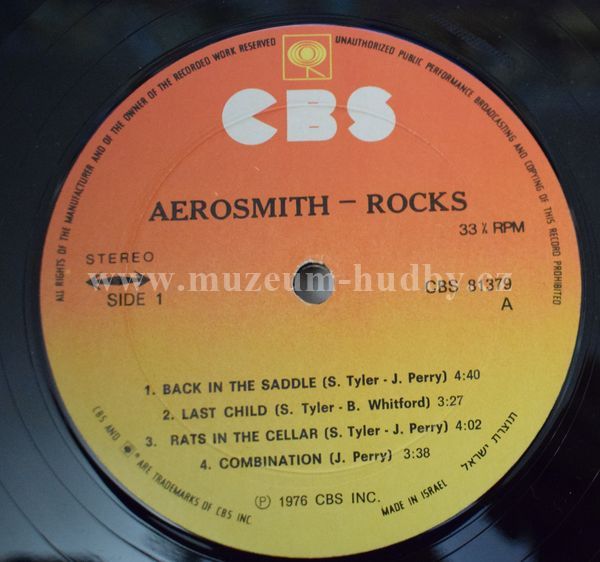 ALL RIGHTS OF THE MANUFACTURER AND OF THE OWNER OF THE RECORDED WORK RESERVED
UNAUTHORIZED PUBLIC PERFORMANCE BROADCASTING AND COPYING OF THIS RECORD PROHIBITED
CBS
AEROSMITH – ROCKS
33 ⅓ RPM
STEREO
SIDE 1
CBS 81379
A
www.muzeum-hudby.cz
1. BACK IN THE SADDLE (S. Tyler - J. Perry) 4:40
2. LAST CHILD (S. Tyler - B. Whitford) 3:27
3. RATS IN THE CELLAR (S. Tyler - J. Perry) 4:02
4. COMBINATION (J. Perry) 3:38
Ⓟ 1976 CBS INC.
CBS AND ARE TRADEMARKS OF CBS INC
MADE IN ISRAEL
תוצרת ישראל